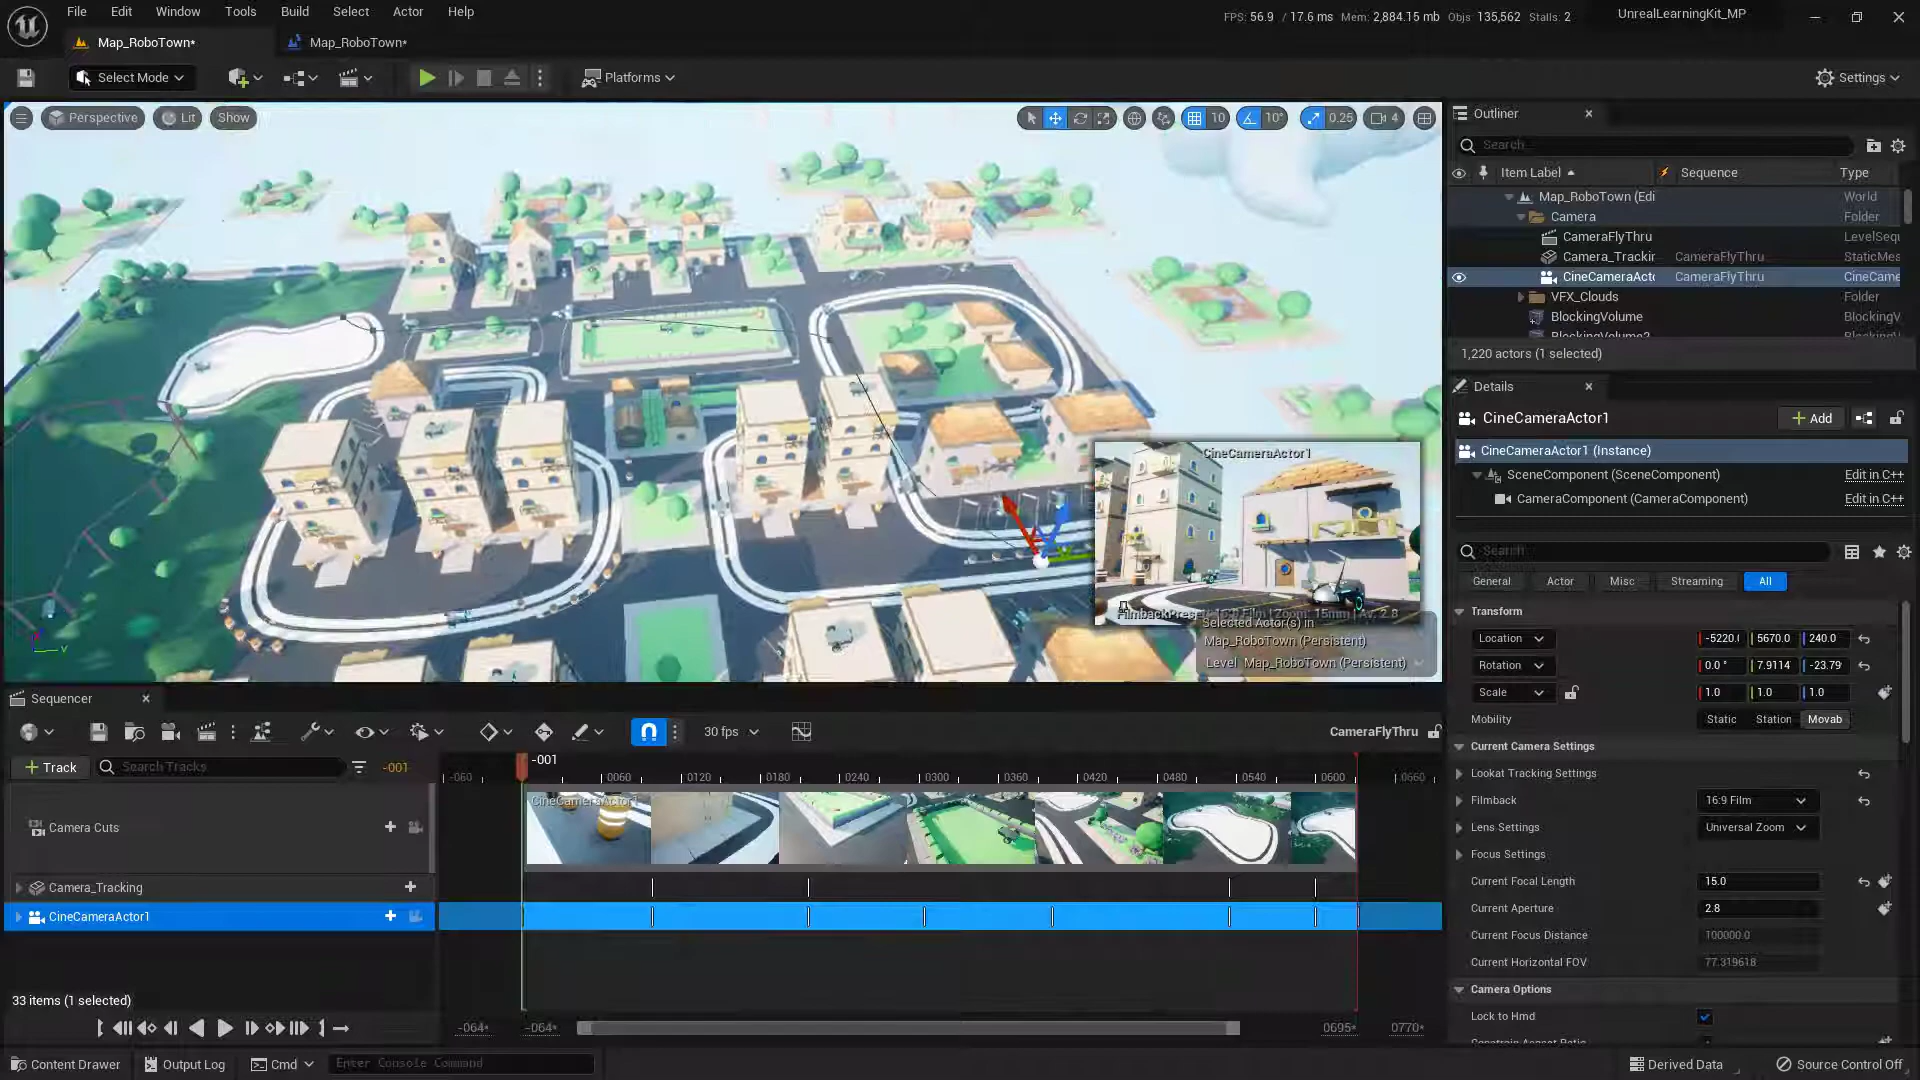 File Edit Window Tools Build Select Actor Help
FPS: 56.9 / 17.6 ms Mem: 2,884.15 mb Objs: 135,562 Stalls: 2
UnrealLearningKit_MP
Map_RoboTown*
Map_RoboTown*
Select Mode
Platforms
Settings
Perspective
Lit
Show
10
10°
0.25
4
CineCameraActor1
Selected Actor(s) in
Map_RoboTown (Persistent)
Level Map_RoboTown (Persistent)
Outliner
Search...
Item Label Sequence Type
Map_RoboTown (Edi World
Camera Folder
CameraFlyThru LevelSequ
Camera_Trackir CameraFlyThru StaticMes
CineCameraActo CameraFlyThru CineCame
VFX_Clouds Folder
BlockingVolume BlockingV
BlockingVolume2 BlockingV
1,220 actors (1 selected)
Details
CineCameraActor1
Add
CineCameraActor1 (Instance)
SceneComponent (SceneComponent) Edit in C++
CameraComponent (CameraComponent) Edit in C++
Search
General Actor Misc Streaming All
Transform
Location -5220.( 5670.0 240.0
Rotation 0.0 ° 7.9114 -23.79
Scale 1.0 1.0 1.0
Mobility Static Station Movab
Current Camera Settings
Lookat Tracking Settings
Filmback 16:9 Film
Lens Settings Universal Zoom
Focus Settings
Current Focal Length 15.0
Current Aperture 2.8
Current Focus Distance 100000.0
Current Horizontal FOV 77.319618
Camera Options
Lock to Hmd
Constrain Aspect Ratio
Sequencer
30 fps
CameraFlyThru
Track
Search Tracks
-001
-001
-060 0060 0120 0180 0240 0300 0360 0420 0480 0540 0600 0660
CineCameraActor1
Camera Cuts
Camera_Tracking
CineCameraActor1
33 items (1 selected)
-064* -064* 0695* 0770*
Content Drawer
Output Log
Cmd
Enter Console Command
Derived Data
Source Control Off